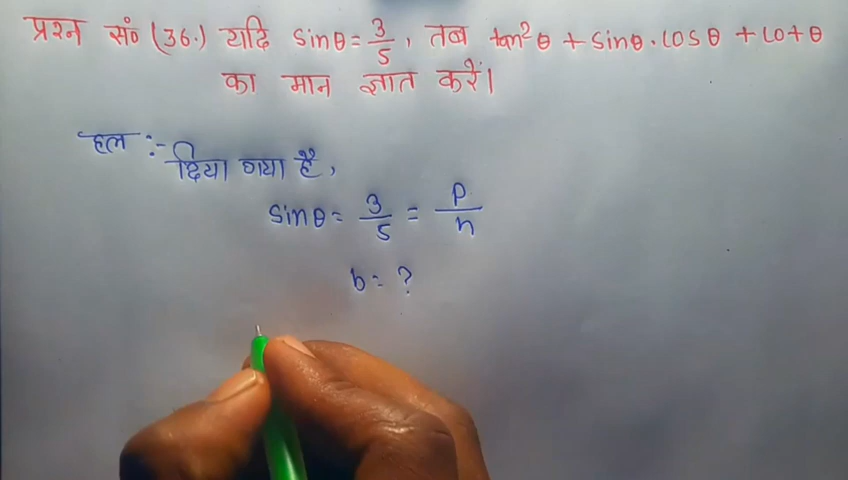 प्रश्न सं० (36.) यदि sinθ = 3/5, तब tan²θ + sinθ.cosθ + cotθ
का मान ज्ञात करें।
हल :-
दिया गया है,
sinθ = 3/5 = p/h
b = ?